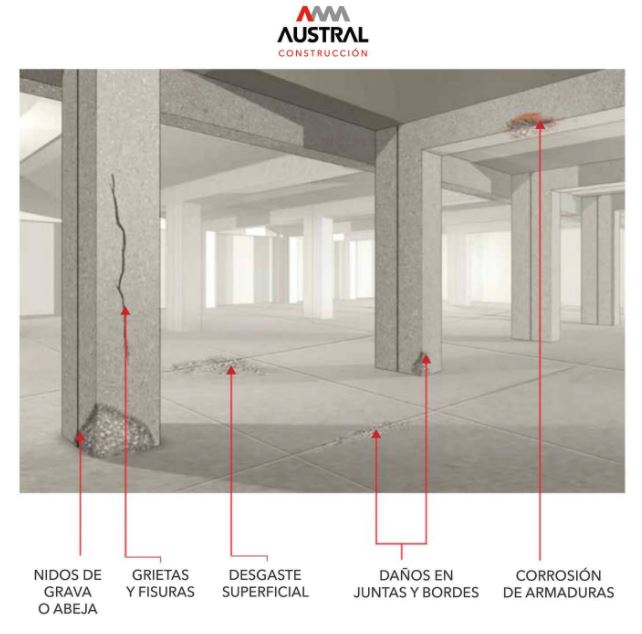 AUSTRAL
CONSTRUCCIÓN
NIDOS DE
GRAVA
O ABEJA
GRIETAS
Y FISURAS
DESGASTE
SUPERFICIAL
DAÑOS EN
JUNTAS Y BORDES
CORROSIÓN
DE ARMADURAS